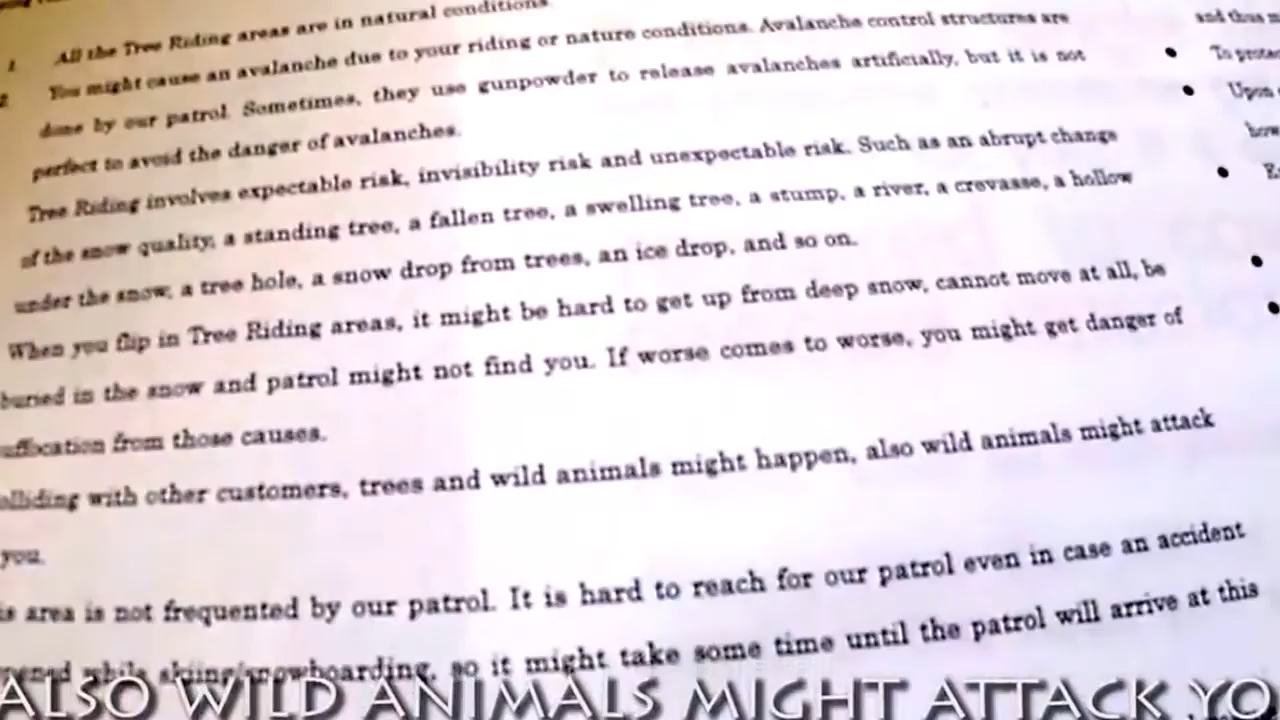 1 All the Tree Riding areas are in natural conditions.
2 You might cause an avalanche due to your riding or nature conditions. Avalanche control structures are
done by our patrol. Sometimes, they use gunpowder to release avalanches artificially, but it is not
perfect to avoid the danger of avalanches.
Tree Riding involves expectable risk, invisibility risk and unexpectable risk. Such as an abrupt change
of the snow quality, a standing tree, a fallen tree, a swelling tree, a stump, a river, a crevasse, a hollow
under the snow, a tree hole, a snow drop from trees, an ice drop, and so on.
When you flip in Tree Riding areas, it might be hard to get up from deep snow, cannot move at all, be
buried in the snow and patrol might not find you. If worse comes to worse, you might get danger of
uffocation from those causes.
olliding with other customers, trees and wild animals might happen, also wild animals might attack
you.
is area is not frequented by our patrol. It is hard to reach for our patrol even in case an accident
pened while skiing/snowboarding, so it might take some time until the patrol will arrive at this
and thus
• To protec
• Upon
how
•
•
•
ALSO WILD ANIMALS MIGHT ATTACK YO